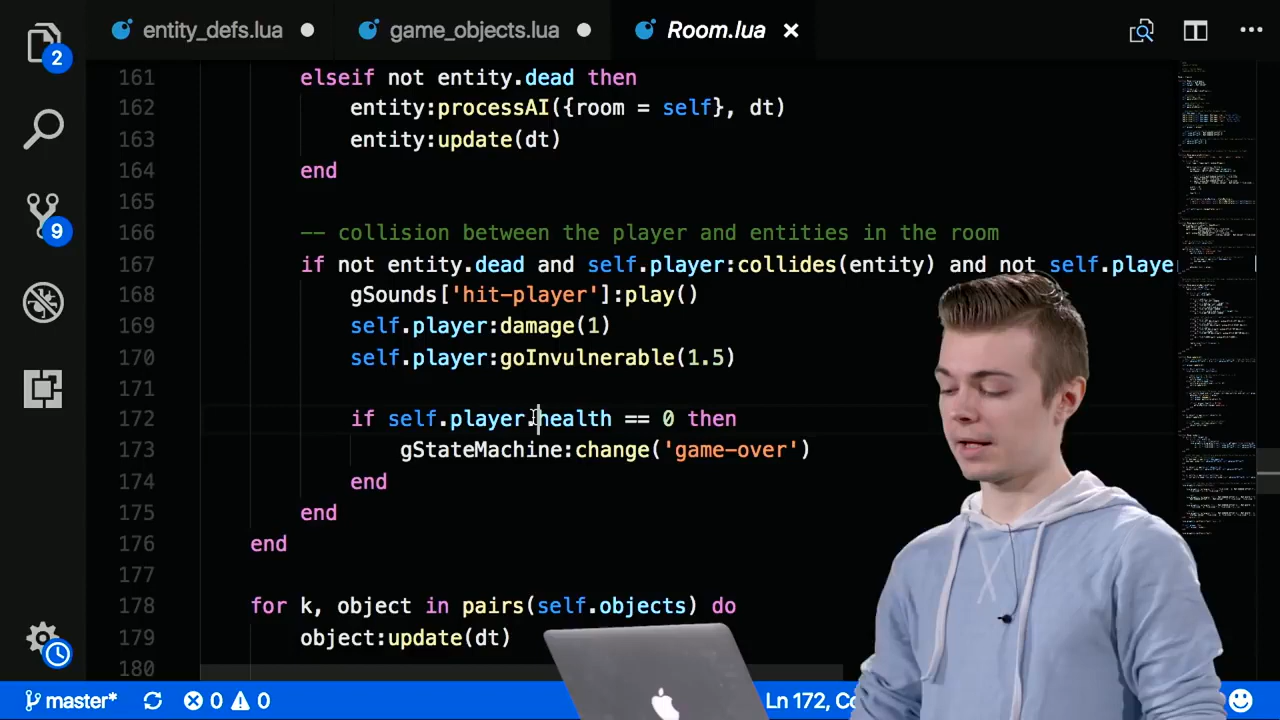 entity_defs.lua
game_objects.lua
Room.lua
2
9
161 elseif not entity.dead then
162 entity:processAI({room = self}, dt)
163 entity:update(dt)
164 end
165
166 -- collision beween the player and entities in the room
167 if not entity.dead and self.player:collides(entity) and not self.playe
168 gSounds['hit-player']:play()
169 self.player:damage(1)
170 self.player:goInvulnerable(1.5)
171
172 if self.player.health == 0 then
173 gStateMachine:change('game-over')
174 end
175 end
176 end
177
178 for k, object in pairs(self.objects) do
179 object:update(dt)
180
master* 0 0 Ln 172, Co